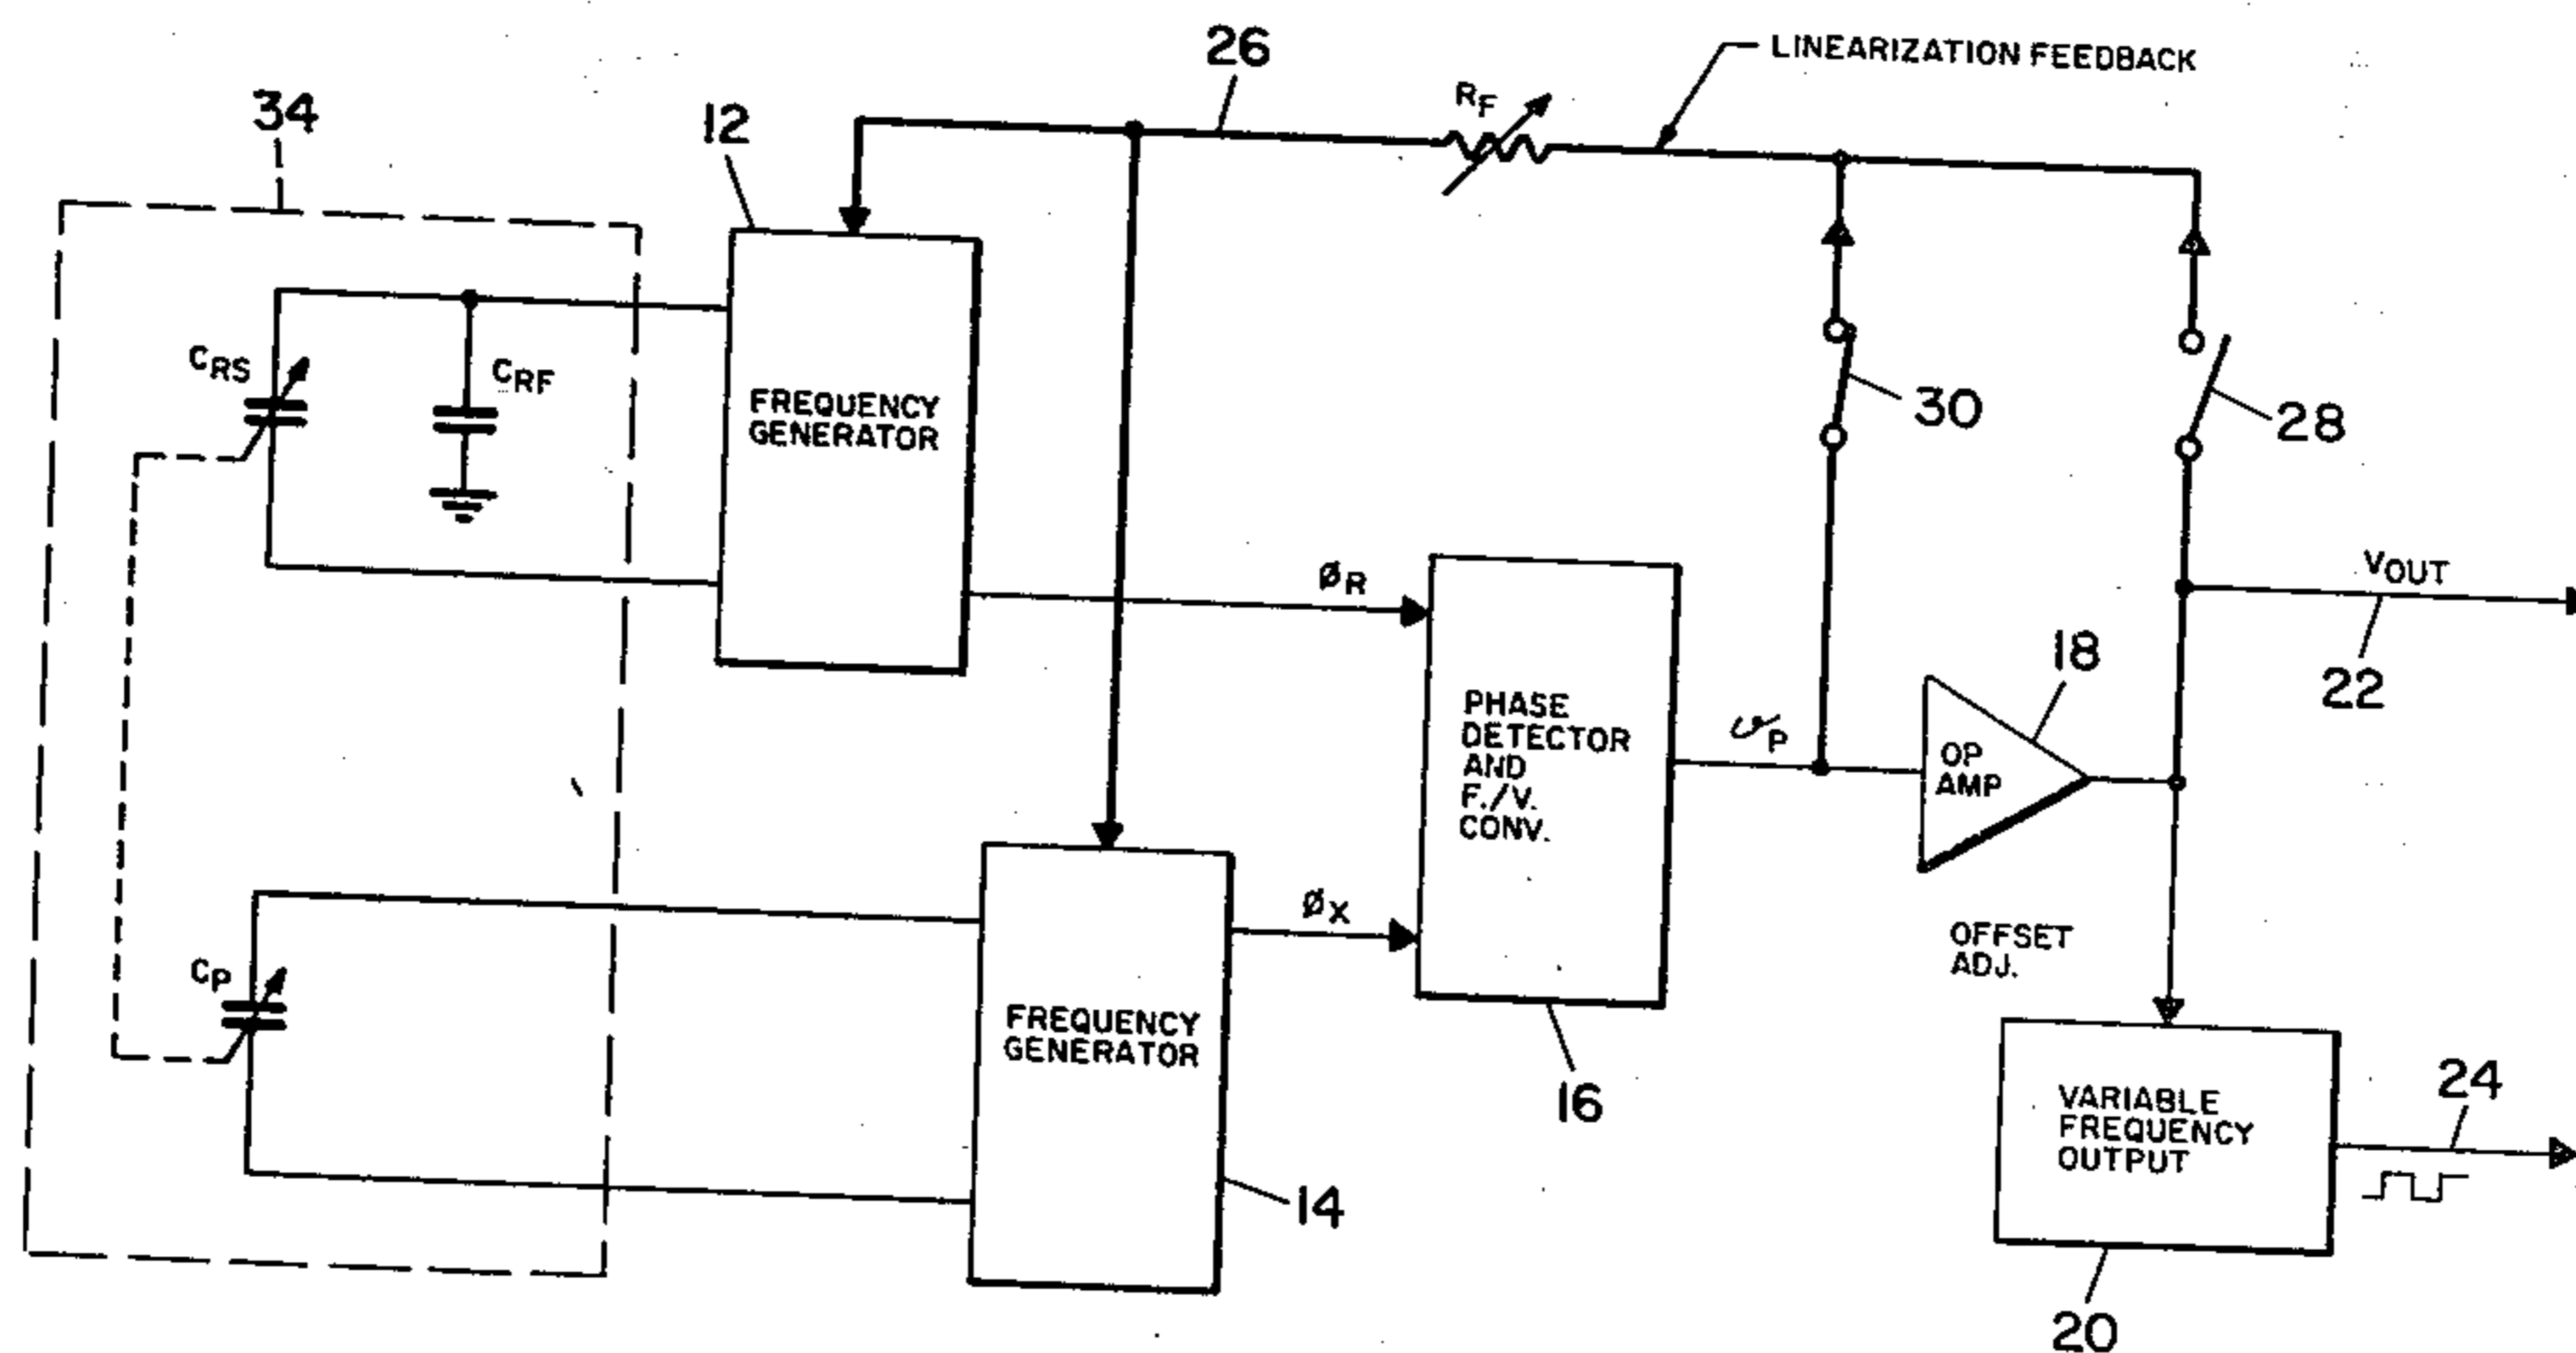 26
LINEARIZATION FEEDBACK
34
12
RF
CRS
CRF
FREQUENCY
GENERATOR
30
28
øR
VOUT
22
18
PHASE
DETECTOR
AND
F./V.
CONV.
νP
OP
AMP
CP
øX
OFFSET
ADJ.
FREQUENCY
GENERATOR
16
14
VARIABLE
FREQUENCY
OUTPUT
24
20